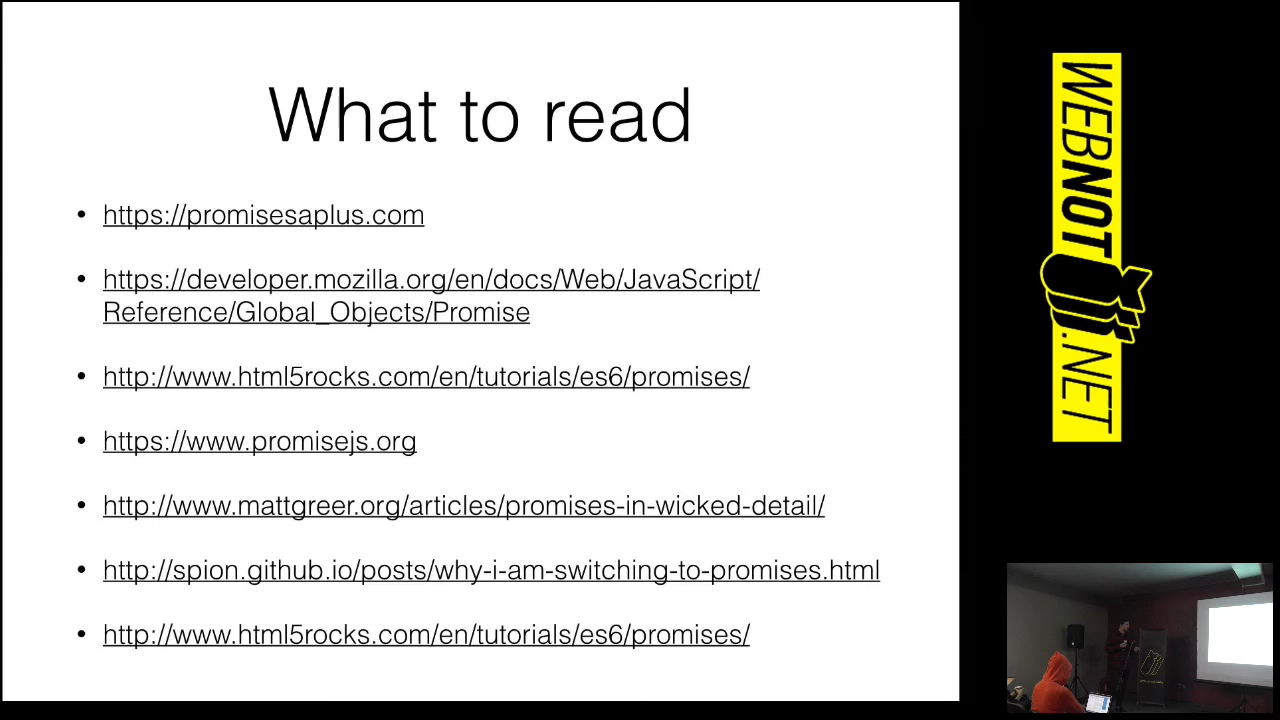 What to read
• https://promisesaplus.com
• https://developer.mozilla.org/en/docs/Web/JavaScript/
Reference/Global_Objects/Promise
• http://www.html5rocks.com/en/tutorials/es6/promises/
• https://www.promisejs.org
• http://www.mattgreer.org/articles/promises-in-wicked-detail/
• http://spion.github.io/posts/why-i-am-switching-to-promises.html
• http://www.html5rocks.com/en/tutorials/es6/promises/
WEBNOT.NET